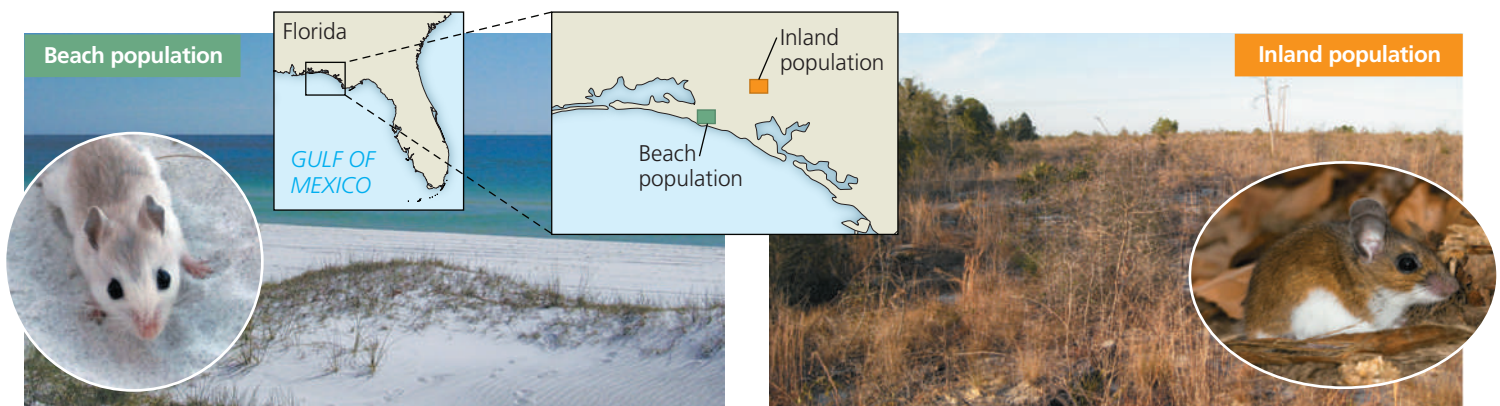 Beach population
Florida
GULF OF
MEXICO
Inland
population
Beach
population
Inland population